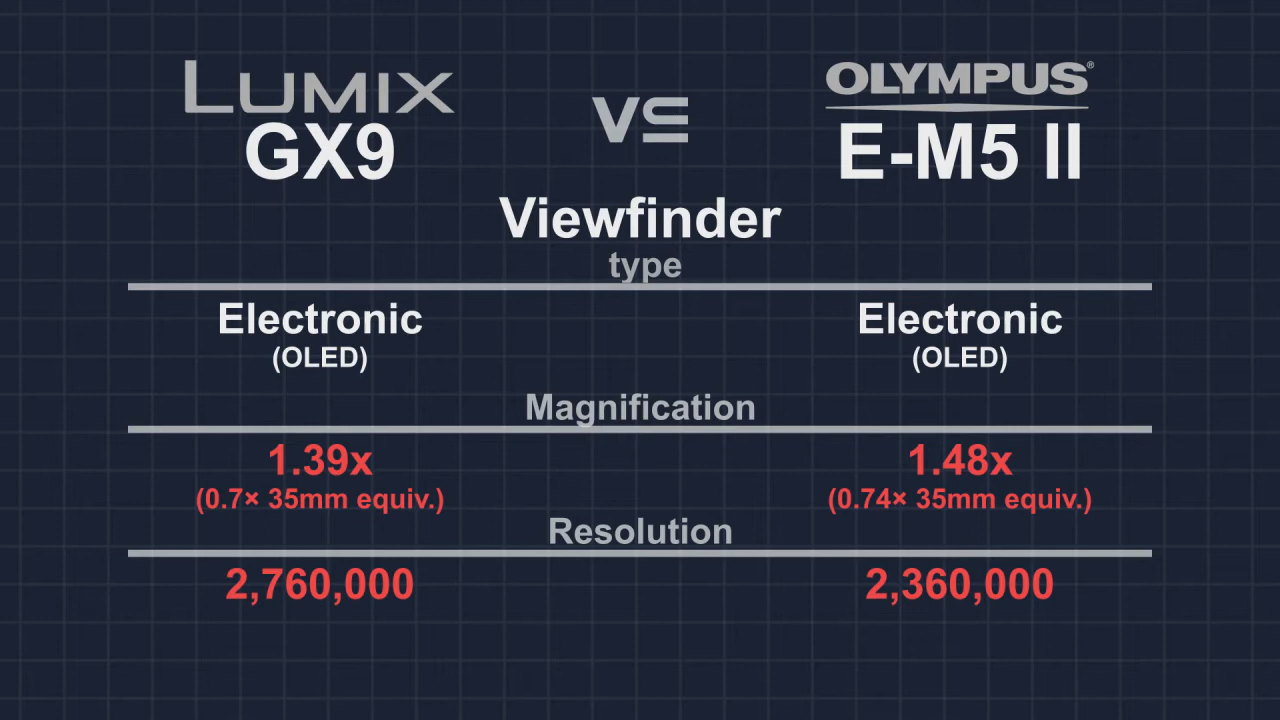 LUMIX
GX9
VS
OLYMPUS®
E-M5 II
Viewfinder
type
Electronic
(OLED)
Electronic
(OLED)
Magnification
1.39x
(0.7× 35mm equiv.)
1.48x
(0.74× 35mm equiv.)
Resolution
2,760,000
2,360,000